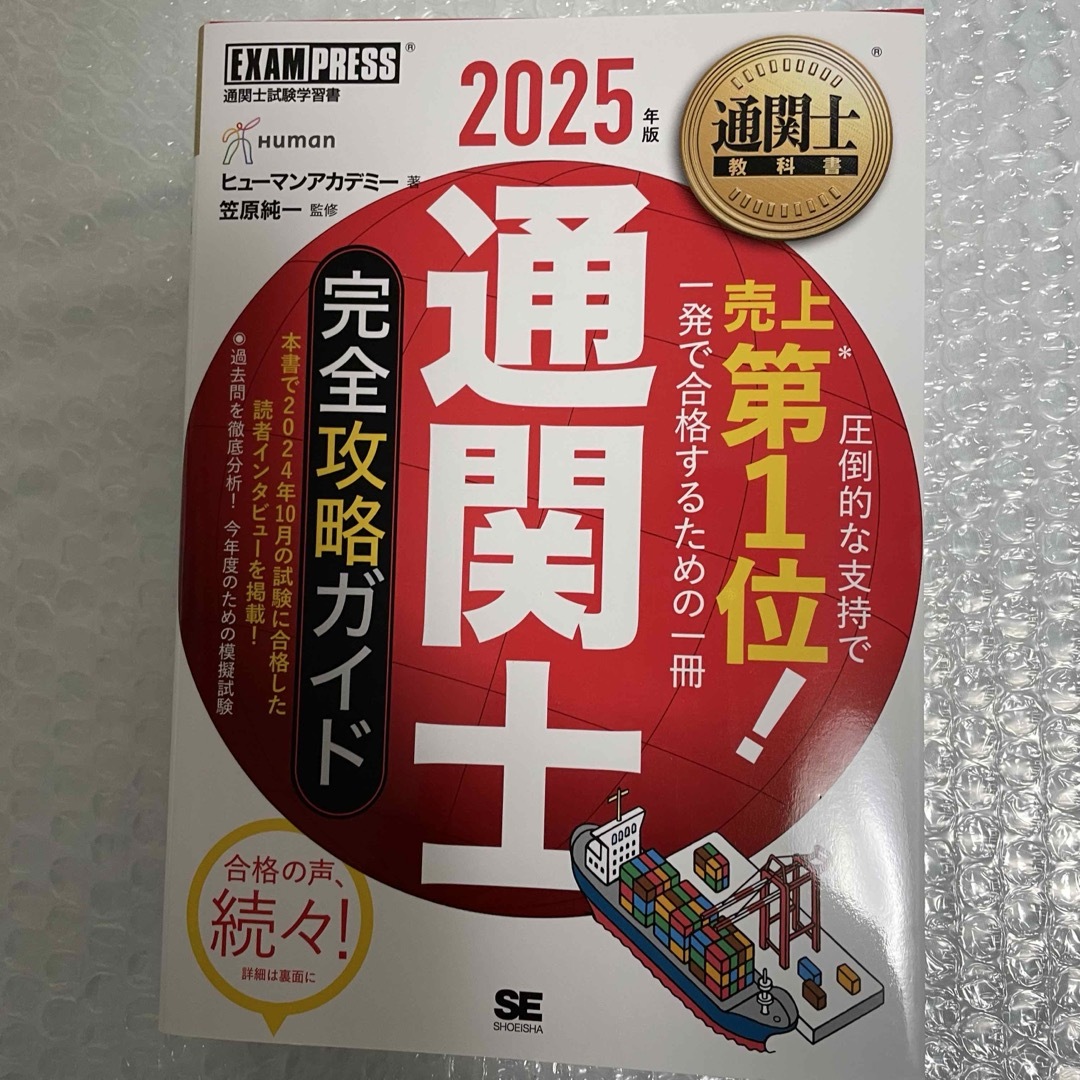 EXAMPRESS®
通関士試験学習書
Human
ヒューマンアカデミー 著
笠原純一 監修
2025年版
通関士®
教科書
圧倒的な支持で
売上*
第1位!
一発で合格するための一冊
通関士
完全攻略ガイド
本書で2024年10月の試験に合格した
読者インタビューを掲載!
◉過去問を徹底分析! 今年度のための模擬試験
合格の声、
続々!
詳細は裏面に
SE
SHOEISHA